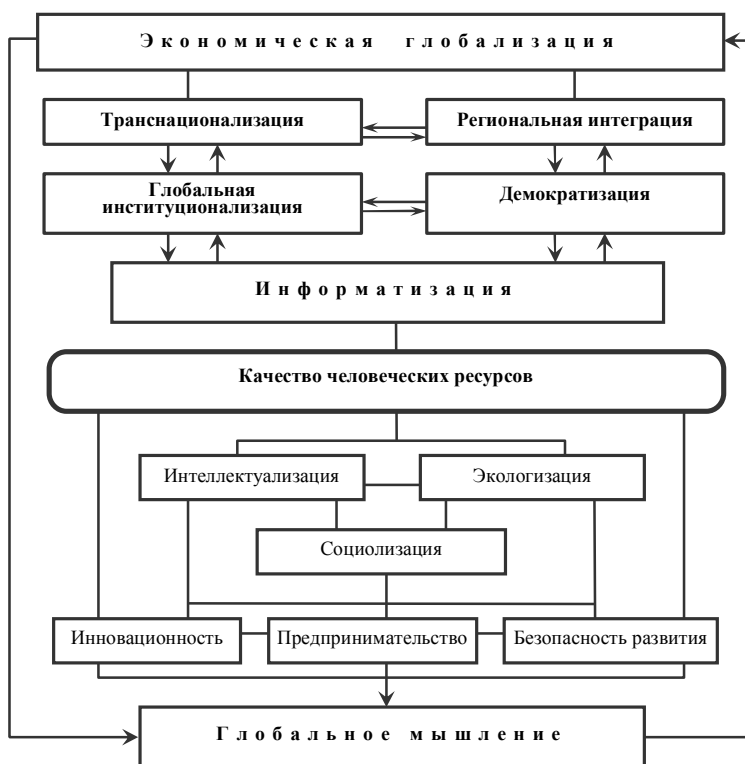 Экономическая глобализация
Транснационализация
Региональная интеграция
Глобальная
институционализация
Демократизация
Информатизация
Качество человеческих ресурсов
Интеллектуализация
Экологизация
Социолизация
Инновационность
Предпринимательство
Безопасность развития
Глобальное мышление